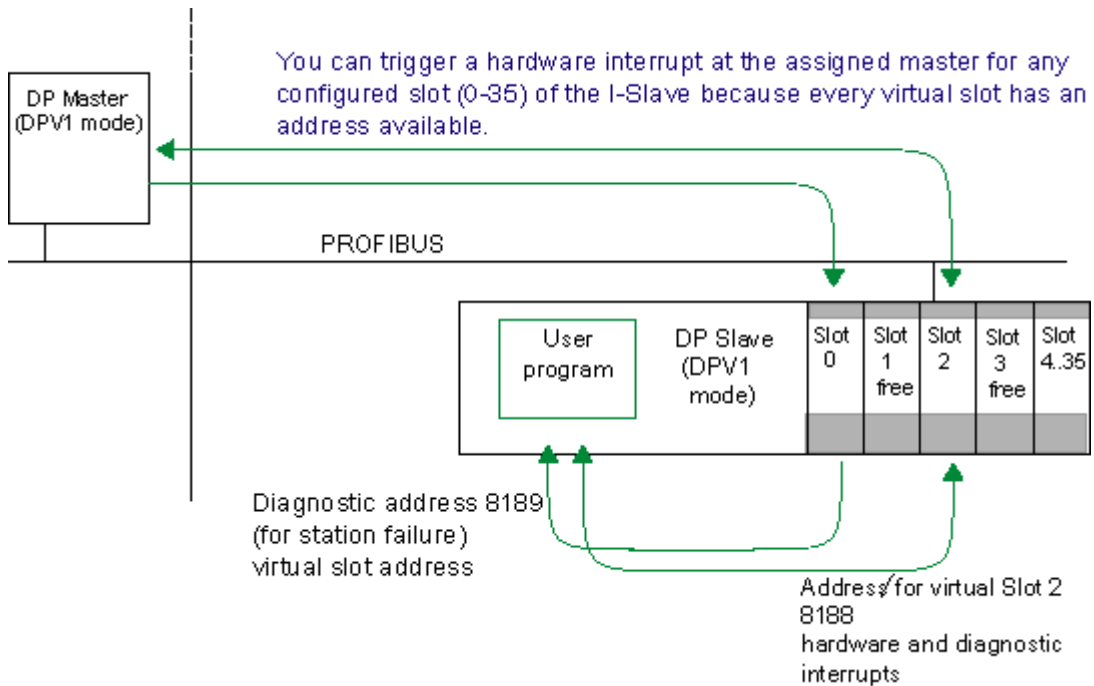 You can trigger a hardware interrupt at the assigned master for any
configured slot (0-35) of the I-Slave because every virtual slot has an
address available.
DP Master
(DPV1 mode)
PROFIBUS
User
program
DP Slave
(DPV1
mode)
Slot
0
Slot
1
free
Slot
2
Slot
3
free
Slot
4..35
Diagnostic address 8189
(for station failure)
virtual slot address
Address for virtual Slot 2
8188
hardware and diagnostic
interrupts